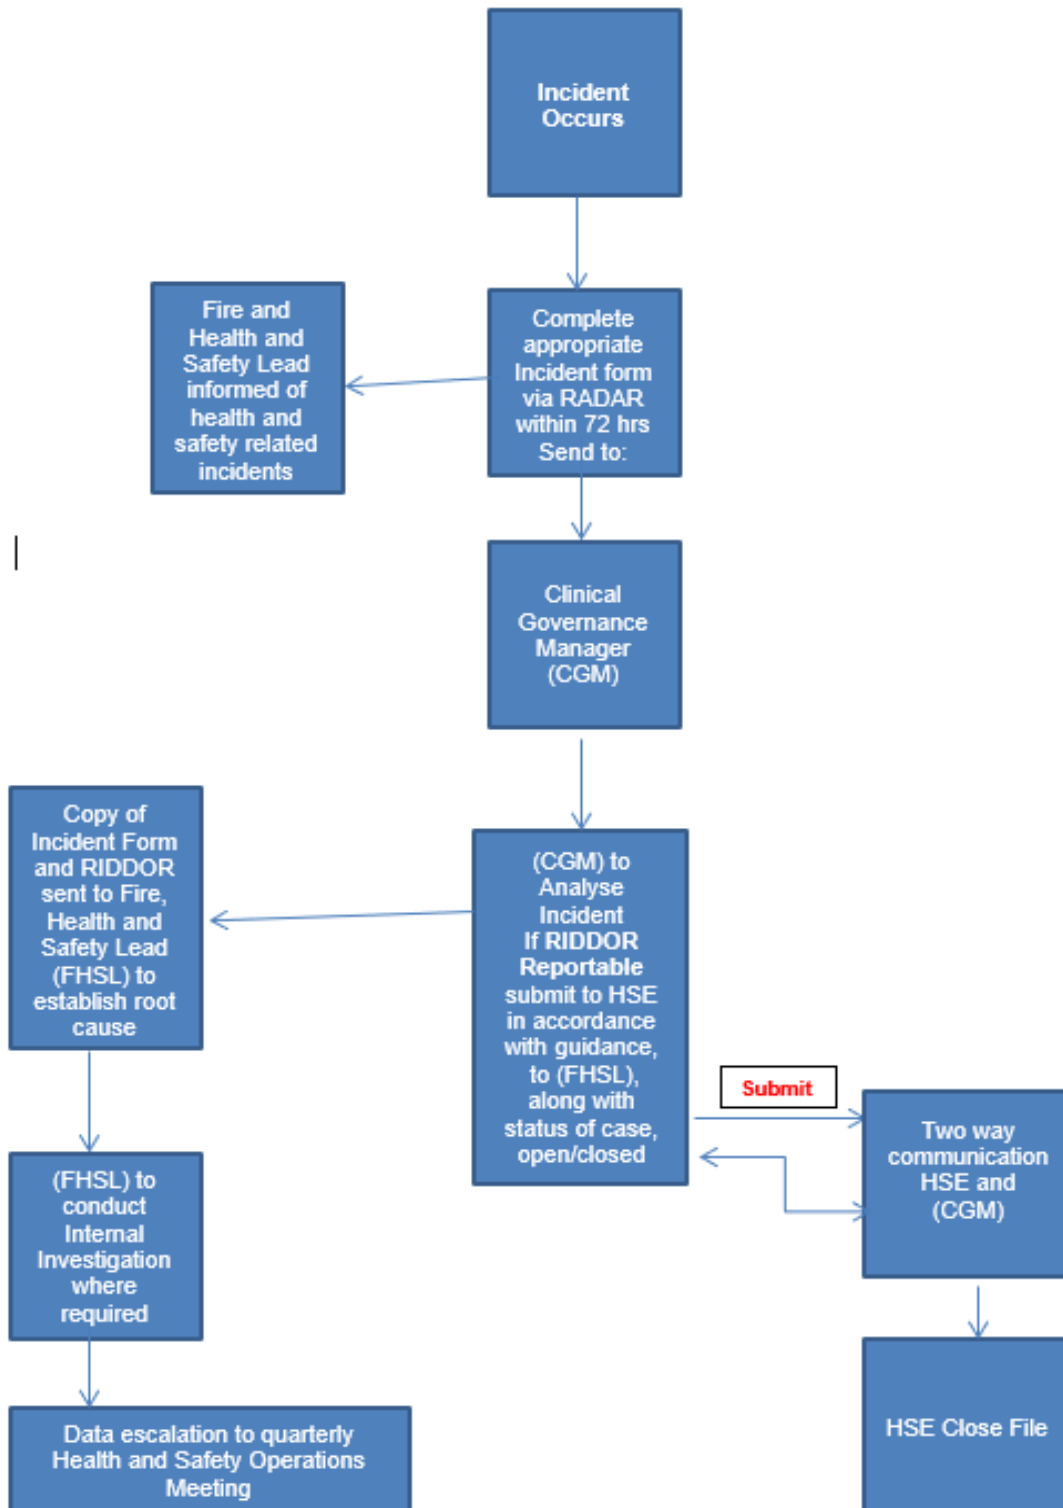 Incident
Occurs
Fire and
Health and
Safety Lead
informed of
health and
safety related
incidents
Complete
appropriate
Incident form
via RADAR
within 72 hrs
Send to:
Clinical
Governance
Manager
(CGM)
Copy of
Incident Form
and RIDDOR
sent to Fire,
Health and
Safety Lead
(FHSL) to
establish root
cause
(CGM) to
Analyse
Incident
If RIDDOR
Reportable
submit to HSE
in accordance
with guidance,
to (FHSL),
along with
status of case,
open/closed
Submit
Two way
communication
HSE and
(CGM)
(FHSL) to
conduct
Internal
Investigation
where
required
HSE Close File
Data escalation to quarterly
Health and Safety Operations
Meeting